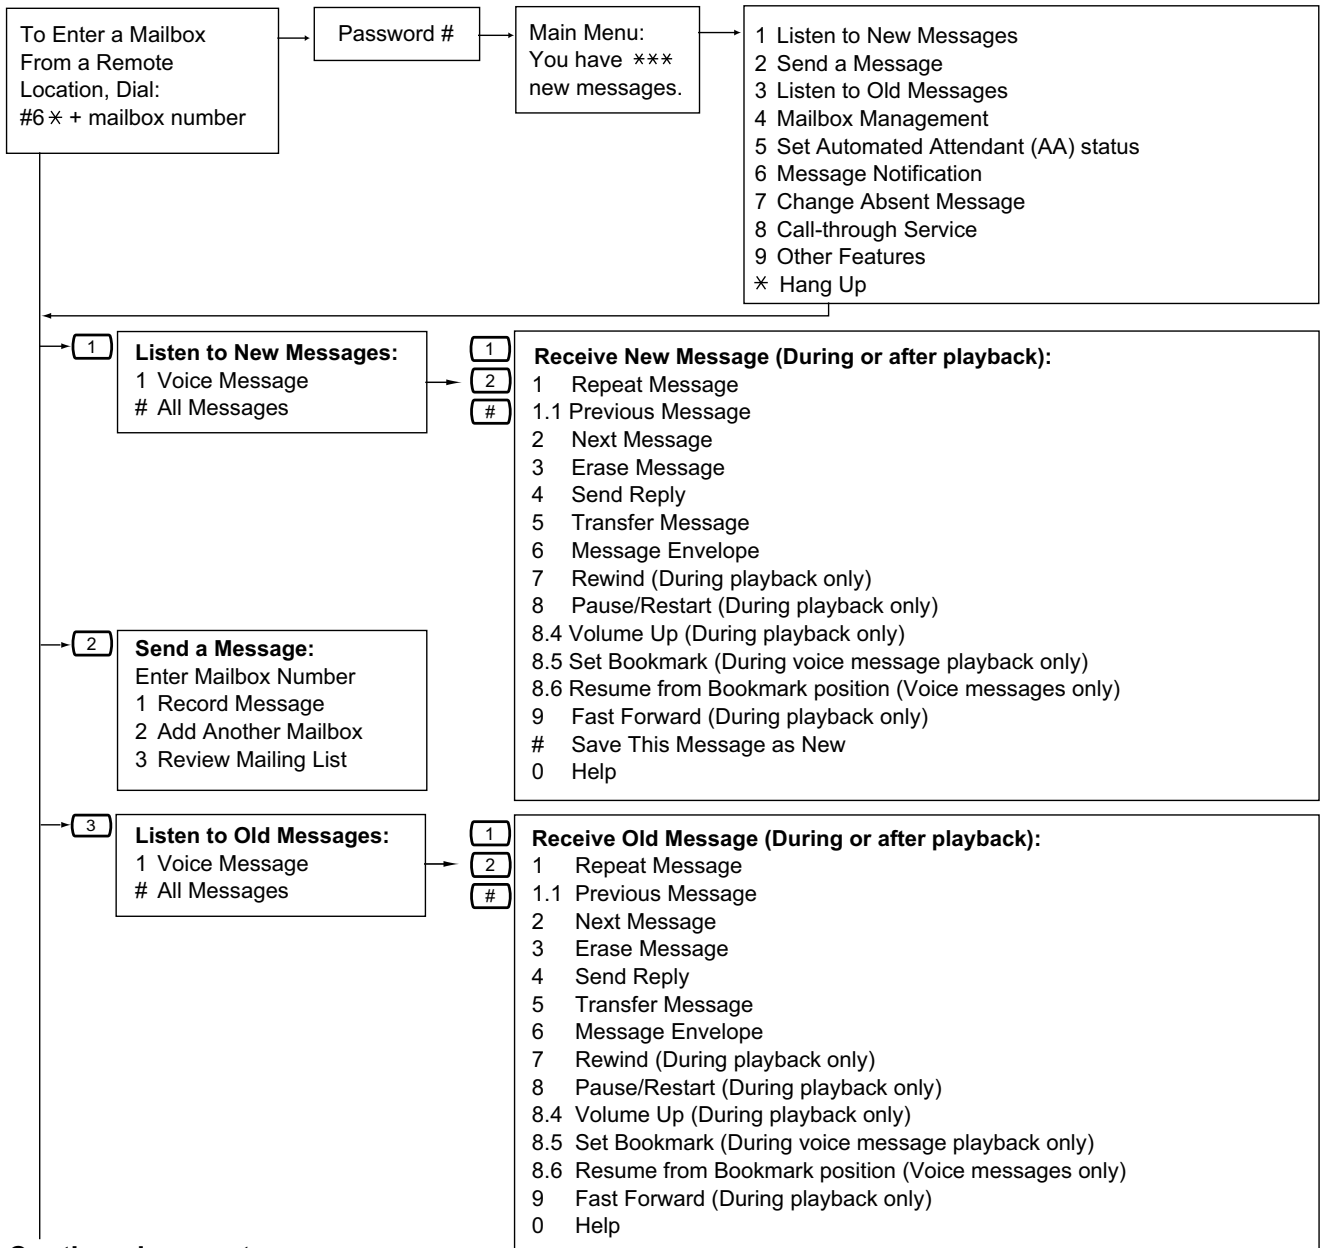 To Enter a Mailbox
From a Remote
Location, Dial:
#6 * + mailbox number
Password #
Main Menu:
You have ***
new messages.
1 Listen to New Messages
2 Send a Message
3 Listen to Old Messages
4 Mailbox Management
5 Set Automated Attendant (AA) status
6 Message Notification
7 Change Absent Message
8 Call-through Service
9 Other Features
* Hang Up
1
Listen to New Messages:
1 Voice Message
# All Messages
1
2
#
Receive New Message (During or after playback):
1 Repeat Message
1.1 Previous Message
2 Next Message
3 Erase Message
4 Send Reply
5 Transfer Message
6 Message Envelope
7 Rewind (During playback only)
8 Pause/Restart (During playback only)
8.4 Volume Up (During playback only)
8.5 Set Bookmark (During voice message playback only)
8.6 Resume from Bookmark position (Voice messages only)
9 Fast Forward (During playback only)
# Save This Message as New
0 Help
2
Send a Message:
Enter Mailbox Number
1 Record Message
2 Add Another Mailbox
3 Review Mailing List
3
Listen to Old Messages:
1 Voice Message
# All Messages
1
2
#
Receive Old Message (During or after playback):
1 Repeat Message
1.1 Previous Message
2 Next Message
3 Erase Message
4 Send Reply
5 Transfer Message
6 Message Envelope
7 Rewind (During playback only)
8 Pause/Restart (During playback only)
8.4 Volume Up (During playback only)
8.5 Set Bookmark (During voice message playback only)
8.6 Resume from Bookmark position (Voice messages only)
9 Fast Forward (During playback only)
0 Help